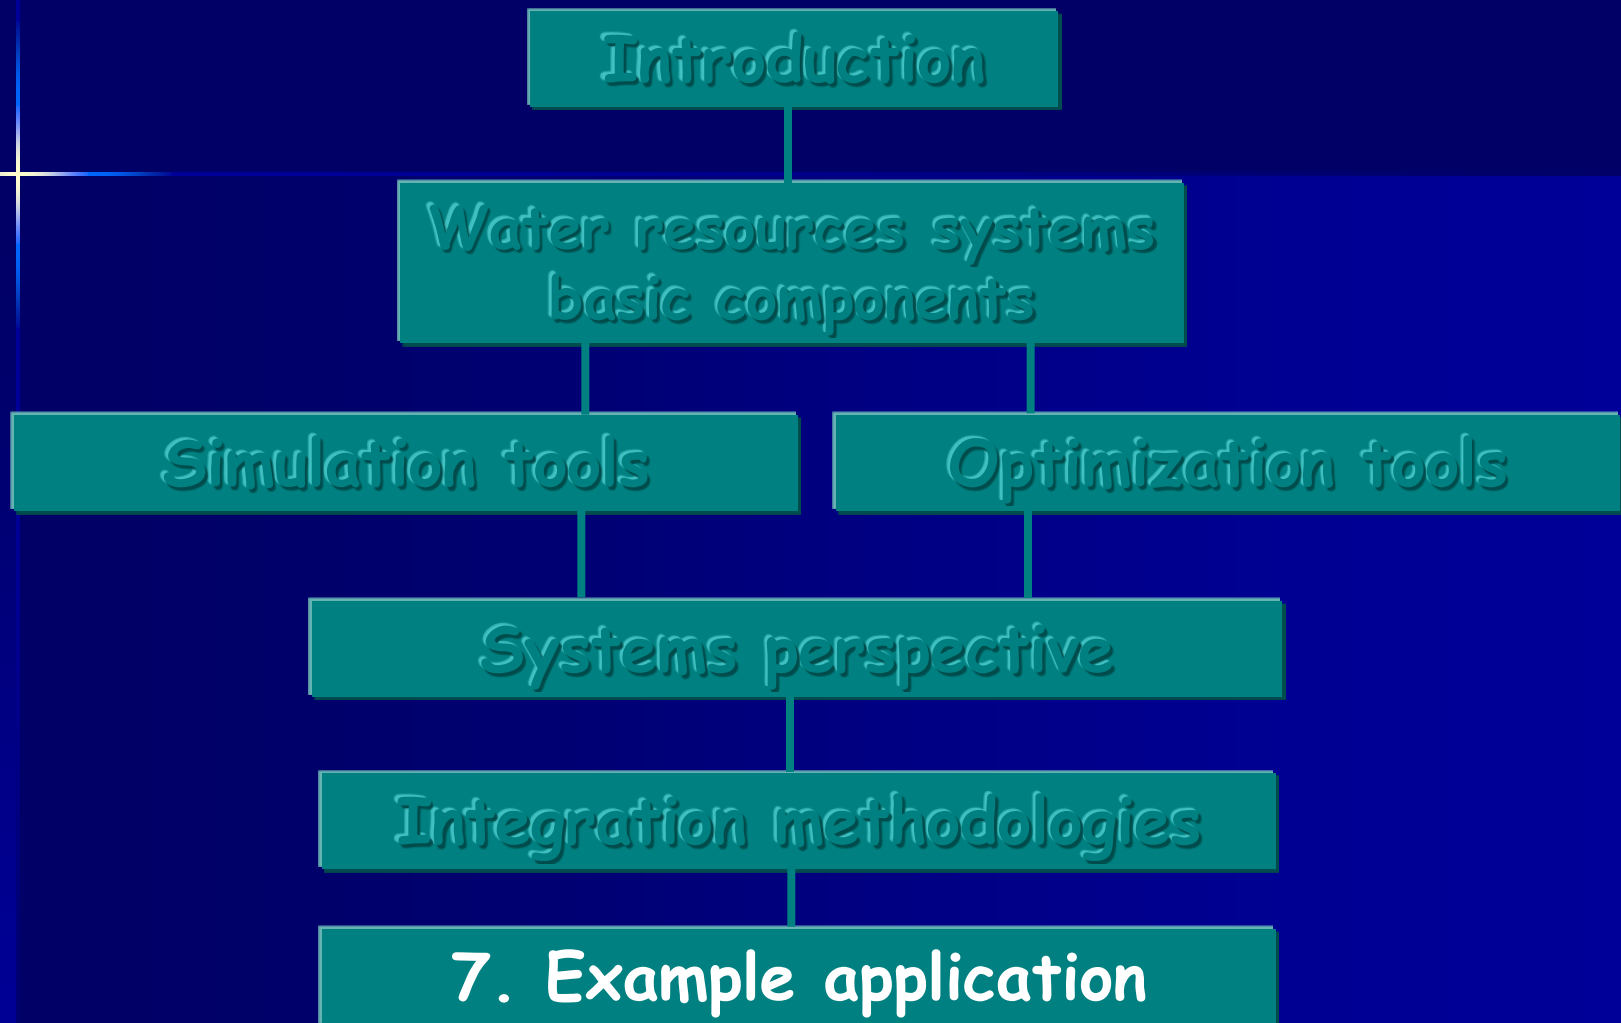 Introduction
Water resources systems
basic components
Simulation tools
Optimization tools
Systems perspective
Integration methodologies
7. Example application